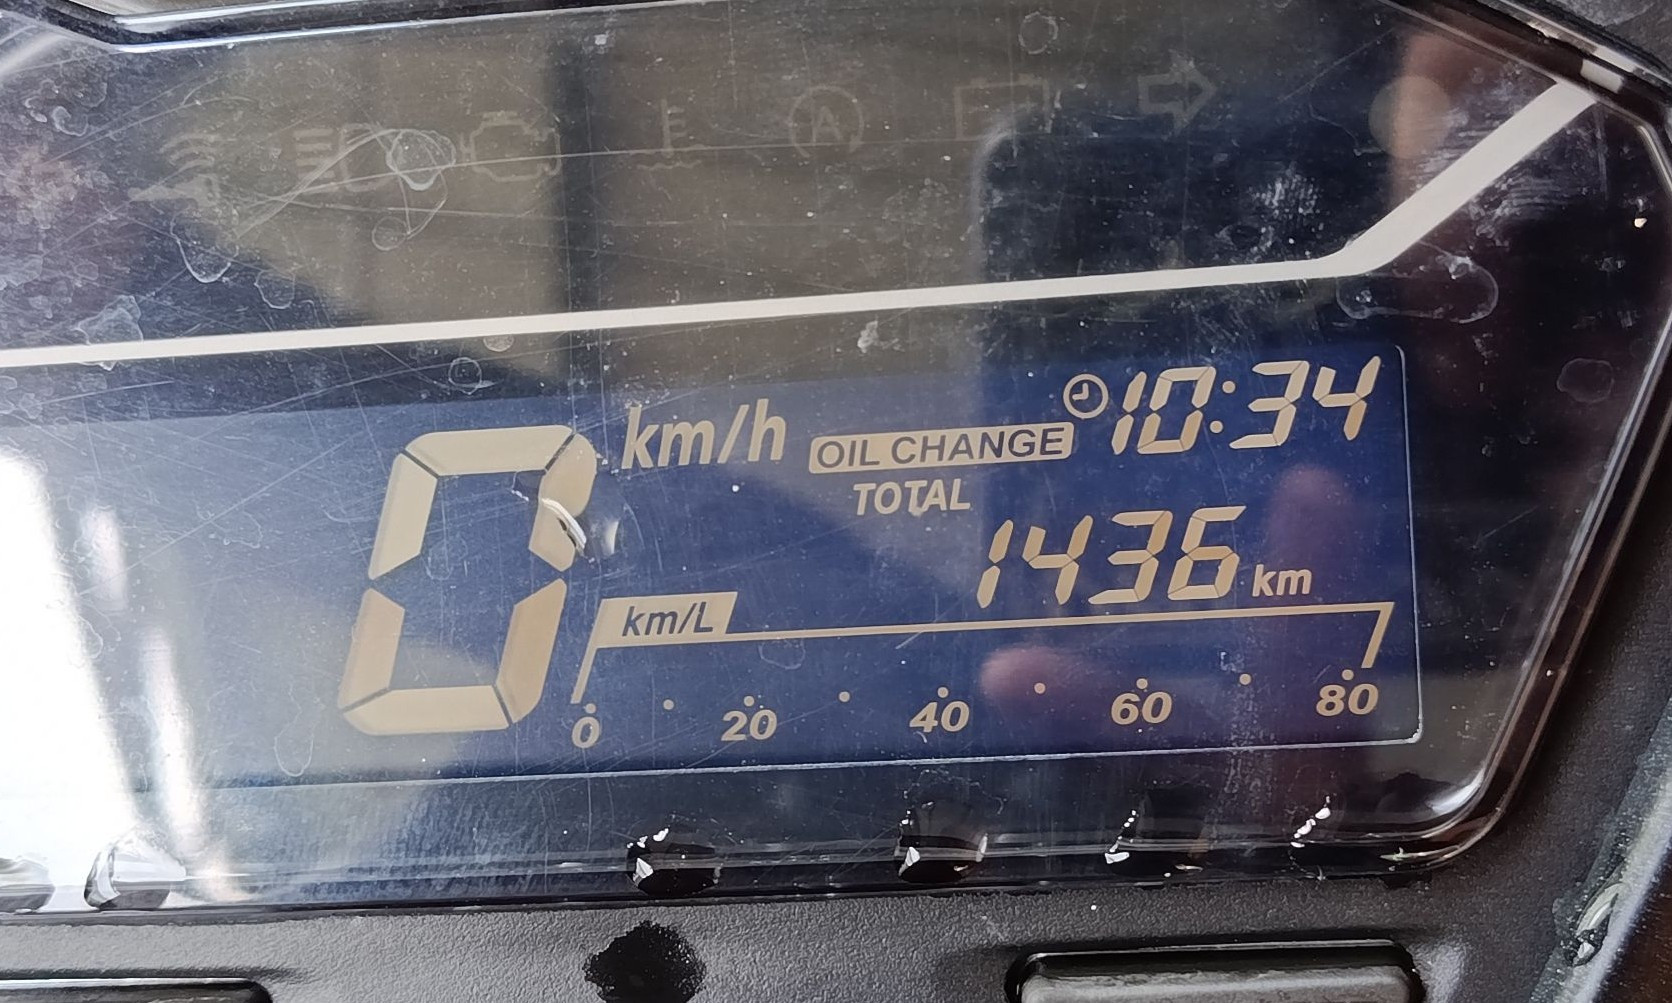 A
0 km/h OIL CHANGE 10:34
TOTAL
1436 km
km/L
0 20 40 60 80